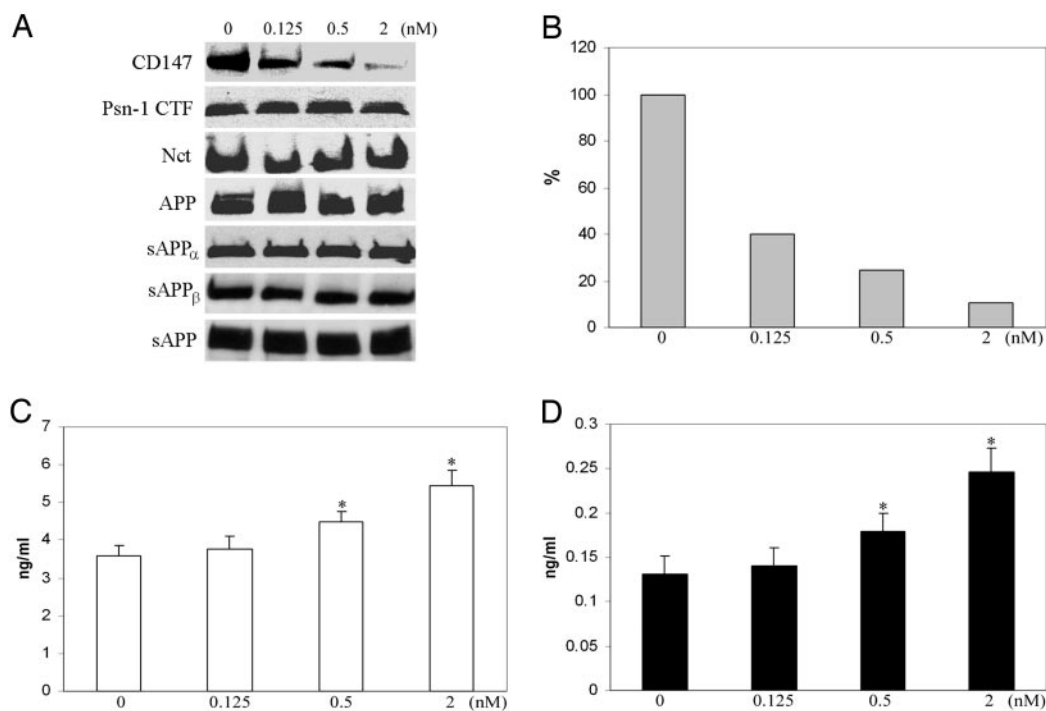 A
0 0.125 0.5 2 (nM)
CD147
Psn-1 CTF
Nct
APP
sAPPα
sAPPβ
sAPP
B
120
100
80
60
40
20
0
%
0 0.125 0.5 2 (nM)
C
7
6
5
4
3
2
1
0
ng/ml
* *
0 0.125 0.5 2 (nM)
D
0.3
0.25
0.2
0.15
0.1
0.05
0
ng/ml
* *
0 0.125 0.5 2 (nM)